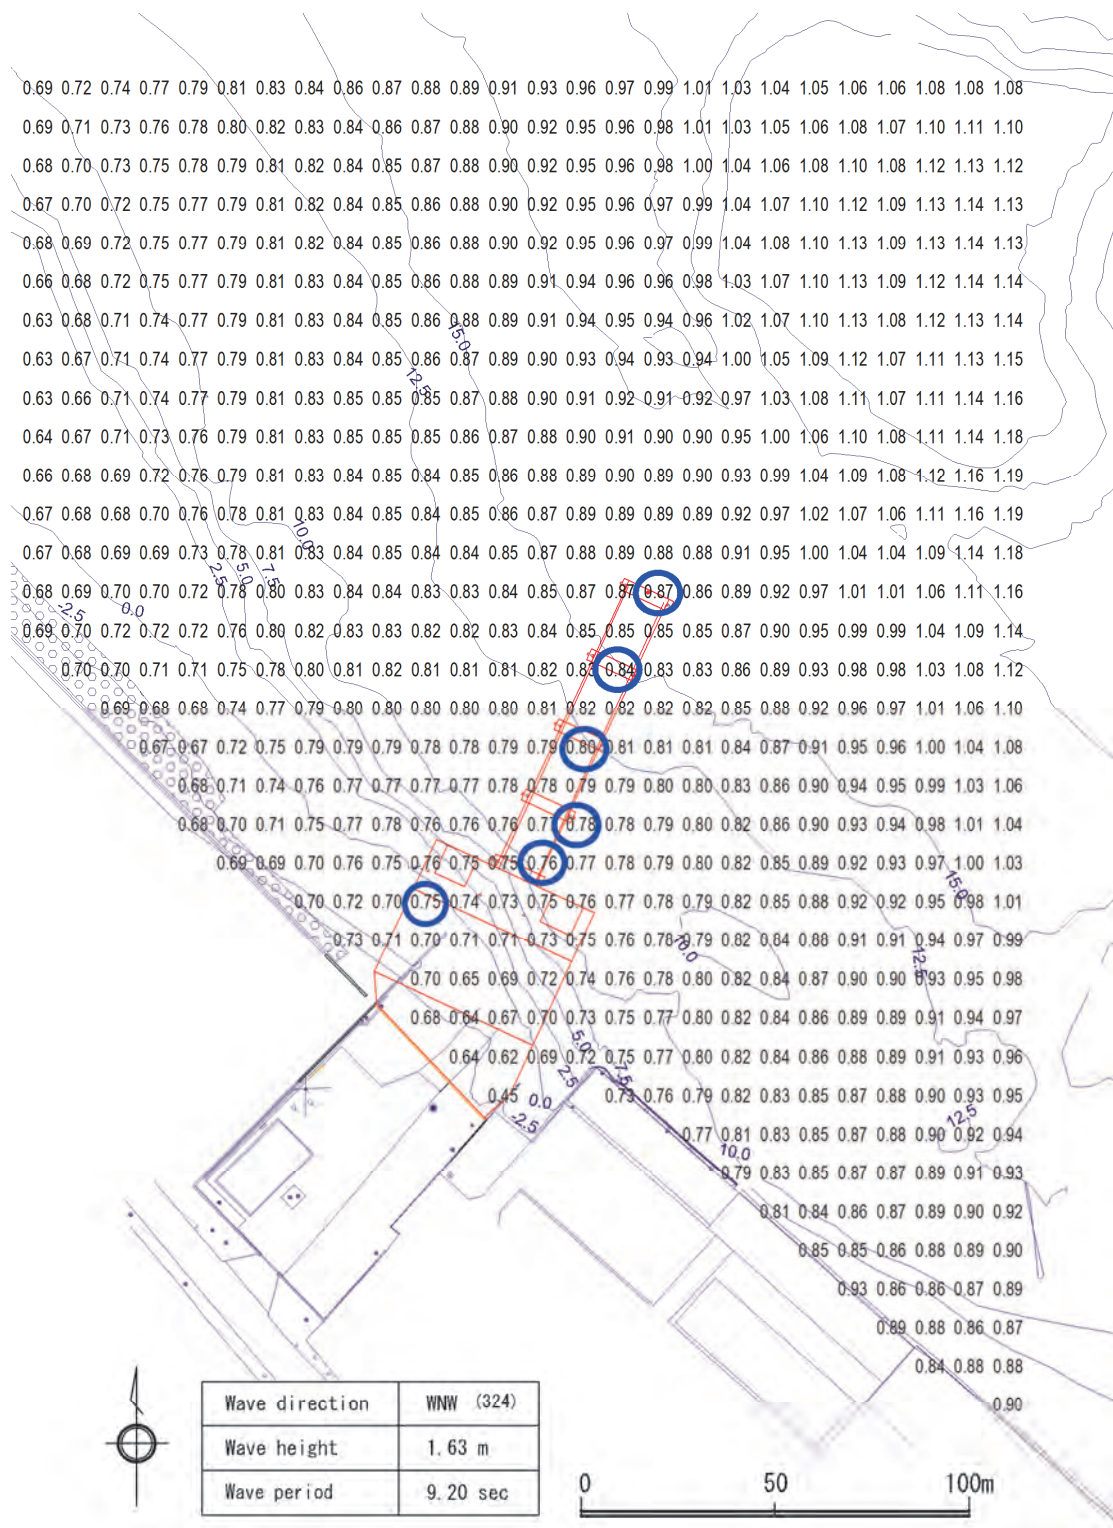 0.69 0.72 0.74 0.77 0.79 0.81 0.83 0.84 0.86 0.87 0.88 0.89 0.91 0.93 0.96 0.97 0.99 1.01 1.03 1.04 1.05 1.06 1.06 1.08 1.08 1.08
0.69 0.71 0.73 0.76 0.78 0.80 0.82 0.83 0.84 0.86 0.87 0.88 0.90 0.92 0.95 0.96 0.98 1.01 1.03 1.05 1.06 1.08 1.07 1.10 1.11 1.10
0.68 0.70 0.73 0.75 0.78 0.79 0.81 0.82 0.84 0.85 0.87 0.88 0.90 0.92 0.95 0.96 0.98 1.00 1.04 1.06 1.08 1.10 1.08 1.12 1.13 1.12
0.67 0.70 0.72 0.75 0.77 0.79 0.81 0.82 0.84 0.85 0.86 0.88 0.90 0.92 0.95 0.96 0.97 0.99 1.04 1.07 1.10 1.12 1.09 1.13 1.14 1.13
0.68 0.69 0.72 0.75 0.77 0.79 0.81 0.82 0.84 0.85 0.86 0.88 0.90 0.92 0.95 0.96 0.97 0.99 1.04 1.08 1.10 1.13 1.09 1.13 1.14 1.13
0.66 0.68 0.72 0.75 0.77 0.79 0.81 0.83 0.84 0.85 0.86 0.88 0.89 0.91 0.94 0.96 0.96 0.98 1.03 1.07 1.10 1.13 1.09 1.12 1.14 1.14
0.63 0.68 0.71 0.74 0.77 0.79 0.81 0.83 0.84 0.85 0.86 0.88 0.89 0.91 0.94 0.95 0.94 0.96 1.02 1.07 1.10 1.13 1.08 1.12 1.13 1.14
15.0
0.63 0.67 0.71 0.74 0.77 0.79 0.81 0.83 0.84 0.85 0.86 0.87 0.89 0.90 0.93 0.94 0.93 0.94 1.00 1.05 1.09 1.12 1.07 1.11 1.13 1.15
12.5
0.63 0.66 0.71 0.74 0.77 0.79 0.81 0.83 0.85 0.85 0.85 0.87 0.88 0.90 0.91 0.92 0.91 0.92 0.97 1.03 1.08 1.11 1.07 1.11 1.14 1.16
0.64 0.67 0.71 0.73 0.76 0.79 0.81 0.83 0.85 0.85 0.85 0.86 0.87 0.88 0.90 0.91 0.90 0.90 0.95 1.00 1.06 1.10 1.08 1.11 1.14 1.18
0.66 0.68 0.69 0.72 0.76 0.79 0.81 0.83 0.84 0.85 0.84 0.85 0.86 0.88 0.89 0.90 0.89 0.90 0.93 0.99 1.04 1.09 1.08 1.12 1.16 1.19
0.67 0.68 0.68 0.70 0.76 0.78 0.81 0.83 0.84 0.85 0.84 0.85 0.86 0.87 0.89 0.89 0.89 0.89 0.92 0.97 1.02 1.07 1.06 1.11 1.16 1.19
10.0
0.67 0.68 0.69 0.69 0.73 0.78 0.81 0.83 0.84 0.85 0.84 0.84 0.85 0.87 0.88 0.89 0.88 0.88 0.91 0.95 1.00 1.04 1.04 1.09 1.14 1.18
2.5 5.0 7.5
0.68 0.69 0.70 0.70 0.72 0.78 0.80 0.83 0.84 0.84 0.83 0.83 0.84 0.85 0.87 0.87 0.87 0.86 0.89 0.92 0.97 1.01 1.01 1.06 1.11 1.16
-2.5 0.0
0.69 0.70 0.72 0.72 0.72 0.76 0.80 0.82 0.83 0.83 0.82 0.82 0.83 0.84 0.85 0.85 0.85 0.85 0.87 0.90 0.95 0.99 0.99 1.04 1.09 1.14
0.70 0.70 0.71 0.71 0.75 0.78 0.80 0.81 0.82 0.81 0.81 0.81 0.82 0.83 0.84 0.83 0.83 0.86 0.89 0.93 0.98 0.98 1.03 1.08 1.12
0.69 0.68 0.68 0.74 0.77 0.79 0.80 0.80 0.80 0.80 0.80 0.81 0.82 0.82 0.82 0.82 0.85 0.88 0.92 0.96 0.97 1.01 1.06 1.10
0.67 0.67 0.72 0.75 0.79 0.79 0.79 0.78 0.78 0.79 0.79 0.80 0.81 0.81 0.81 0.84 0.87 0.91 0.95 0.96 1.00 1.04 1.08
0.68 0.71 0.74 0.76 0.77 0.77 0.77 0.77 0.78 0.78 0.79 0.79 0.80 0.80 0.83 0.86 0.90 0.94 0.95 0.99 1.03 1.06
0.68 0.70 0.71 0.75 0.77 0.78 0.76 0.76 0.76 0.77 0.78 0.78 0.79 0.80 0.82 0.86 0.90 0.93 0.94 0.98 1.01 1.04
0.69 0.69 0.70 0.76 0.75 0.76 0.75 0.75 0.76 0.77 0.78 0.79 0.80 0.82 0.85 0.89 0.92 0.93 0.97 1.00 1.03
15.0
0.70 0.72 0.70 0.75 0.74 0.73 0.75 0.76 0.77 0.78 0.79 0.82 0.85 0.88 0.92 0.92 0.95 0.98 1.01
0.73 0.71 0.70 0.71 0.71 0.73 0.75 0.76 0.78 0.79 0.82 0.84 0.88 0.91 0.91 0.94 0.97 0.99
10.0 12.5
0.70 0.65 0.69 0.72 0.74 0.76 0.78 0.80 0.82 0.84 0.87 0.90 0.90 0.93 0.95 0.98
0.68 0.64 0.67 0.70 0.73 0.75 0.77 0.80 0.82 0.84 0.86 0.89 0.89 0.91 0.94 0.97
5.0
0.64 0.62 0.69 0.72 0.75 0.77 0.80 0.82 0.84 0.86 0.88 0.89 0.91 0.93 0.96
2.5 7.5
0.45 0.0 0.73 0.76 0.79 0.82 0.83 0.85 0.87 0.88 0.90 0.93 0.95
-2.5 12.5
0.77 0.81 0.83 0.85 0.87 0.88 0.90 0.92 0.94
10.0
0.79 0.83 0.85 0.87 0.87 0.89 0.91 0.93
0.81 0.84 0.86 0.87 0.89 0.90 0.92
0.85 0.85 0.86 0.88 0.89 0.90
0.93 0.86 0.86 0.87 0.89
0.89 0.88 0.86 0.87
0.84 0.88 0.88
0.90
Wave direction WNW (324)
Wave height 1.63 m
Wave period 9.20 sec
0 50 100m